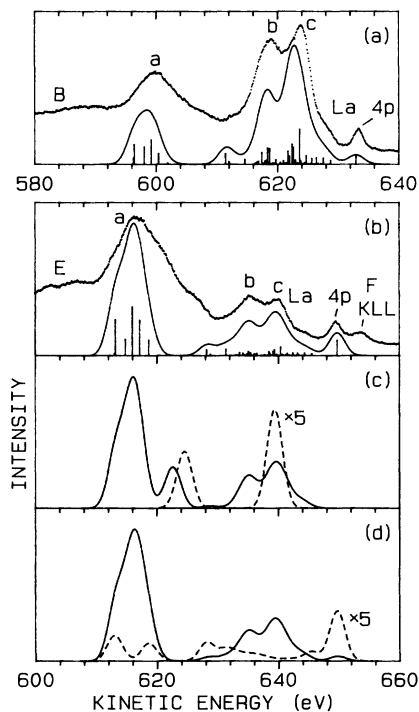 b c
a (a)
B La 4p
580 600 620 640
a (b)
E b c La 4p F
KLL
(c)
×5
(d)
×5
INTENSITY
600 620 640 660
KINETIC ENERGY (eV)